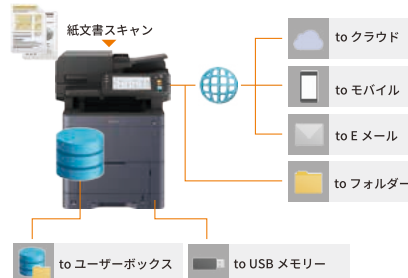 紙文書スキャン
to クラウド
to モバイル
to Eメール
to フォルダー
to ユーザーボックス
to USB メモリー